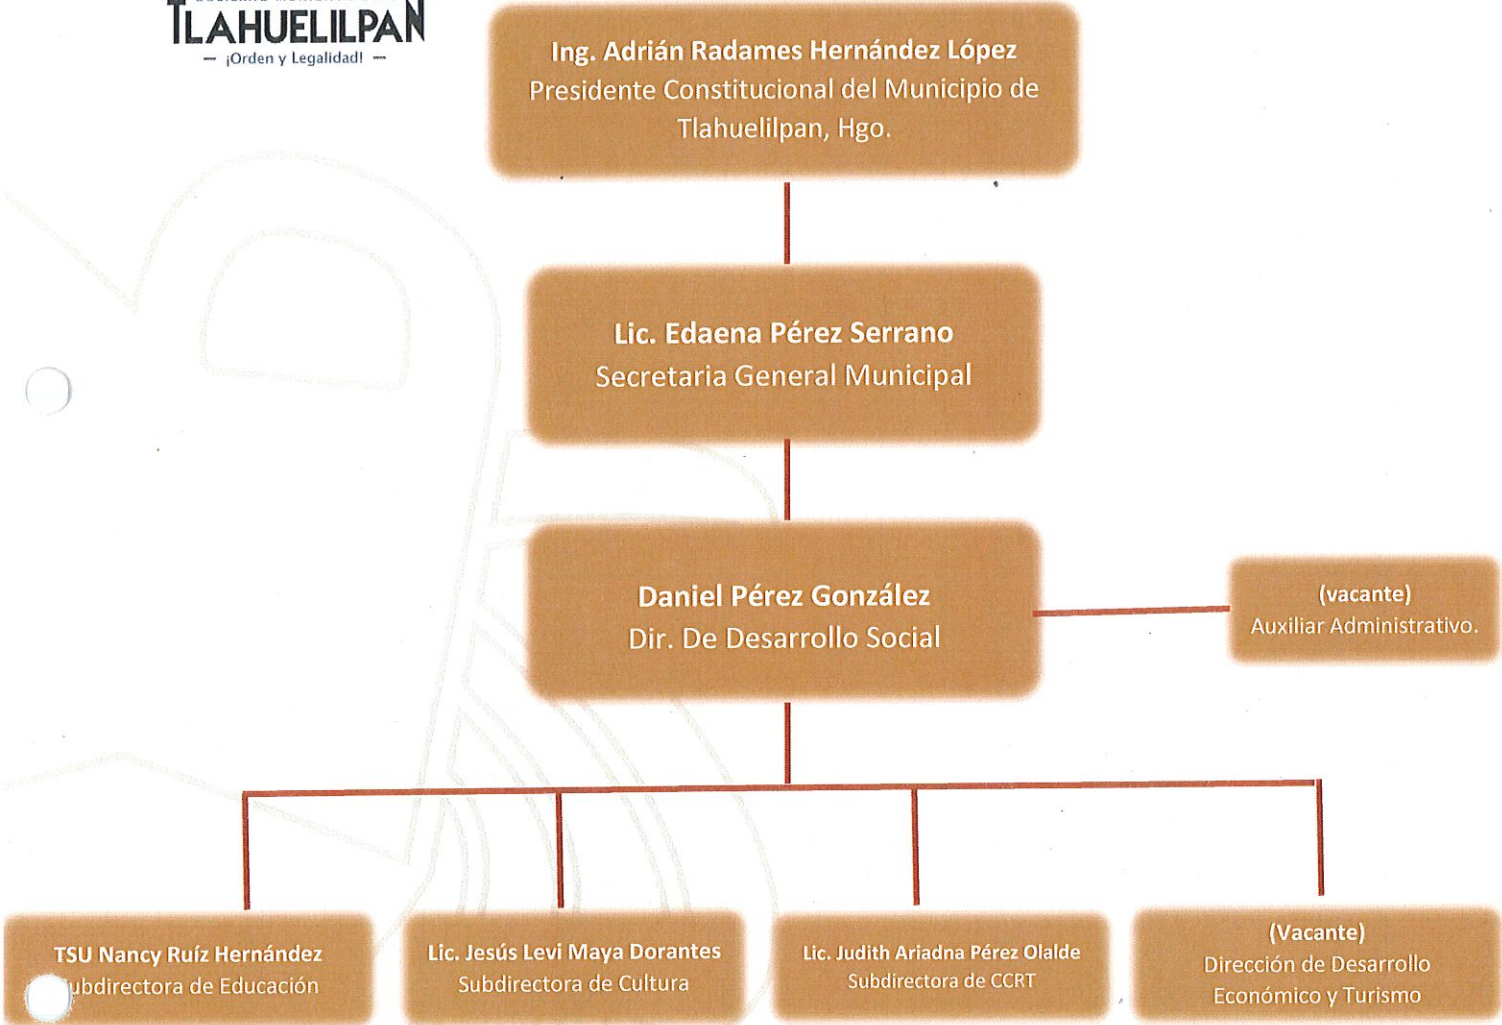 TLAHUELILPAN
— ¡Orden y Legalidad! —
Ing. Adrián Radames Hernández López
Presidente Constitucional del Municipio de
Tlahuelilpan, Hgo.
Lic. Edaena Pérez Serrano
Secretaria General Municipal
Daniel Pérez González
Dir. De Desarrollo Social
(vacante)
Auxiliar Administrativo.
TSU Nancy Ruíz Hernández
ubdirectora de Educación
Lic. Jesús Levi Maya Dorantes
Subdirectora de Cultura
Lic. Judith Ariadna Pérez Olalde
Subdirectora de CCRT
(Vacante)
Dirección de Desarrollo
Económico y Turismo